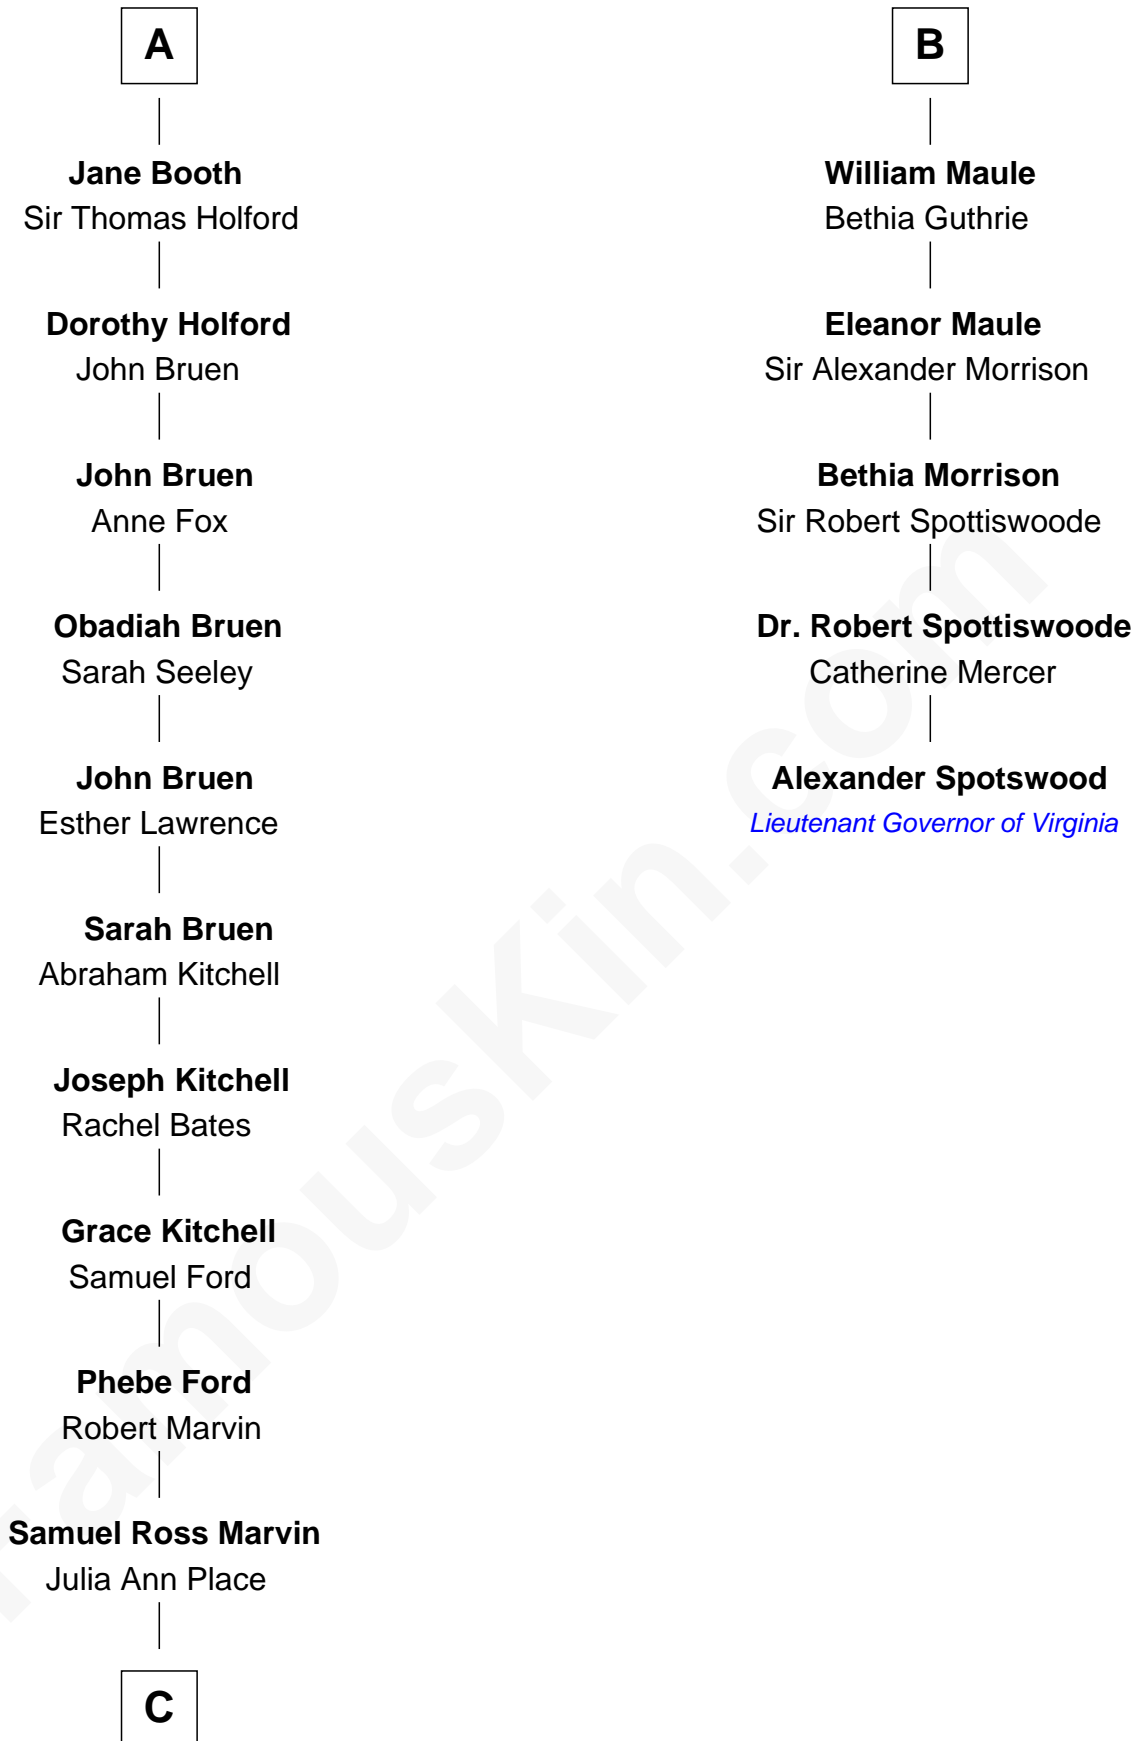 A
Jane Booth
Sir Thomas Holford
Dorothy Holford
John Bruen
John Bruen
Anne Fox
Obadiah Bruen
Sarah Seeley
John Bruen
Esther Lawrence
Sarah Bruen
Abraham Kitchell
Joseph Kitchell
Rachel Bates
Grace Kitchell
Samuel Ford
Phebe Ford
Robert Marvin
Samuel Ross Marvin
Julia Ann Place
C
B
William Maule
Bethia Guthrie
Eleanor Maule
Sir Alexander Morrison
Bethia Morrison
Sir Robert Spottiswoode
Dr. Robert Spottiswoode
Catherine Mercer
Alexander Spotswood
Lieutenant Governor of Virginia
FamousKin.com